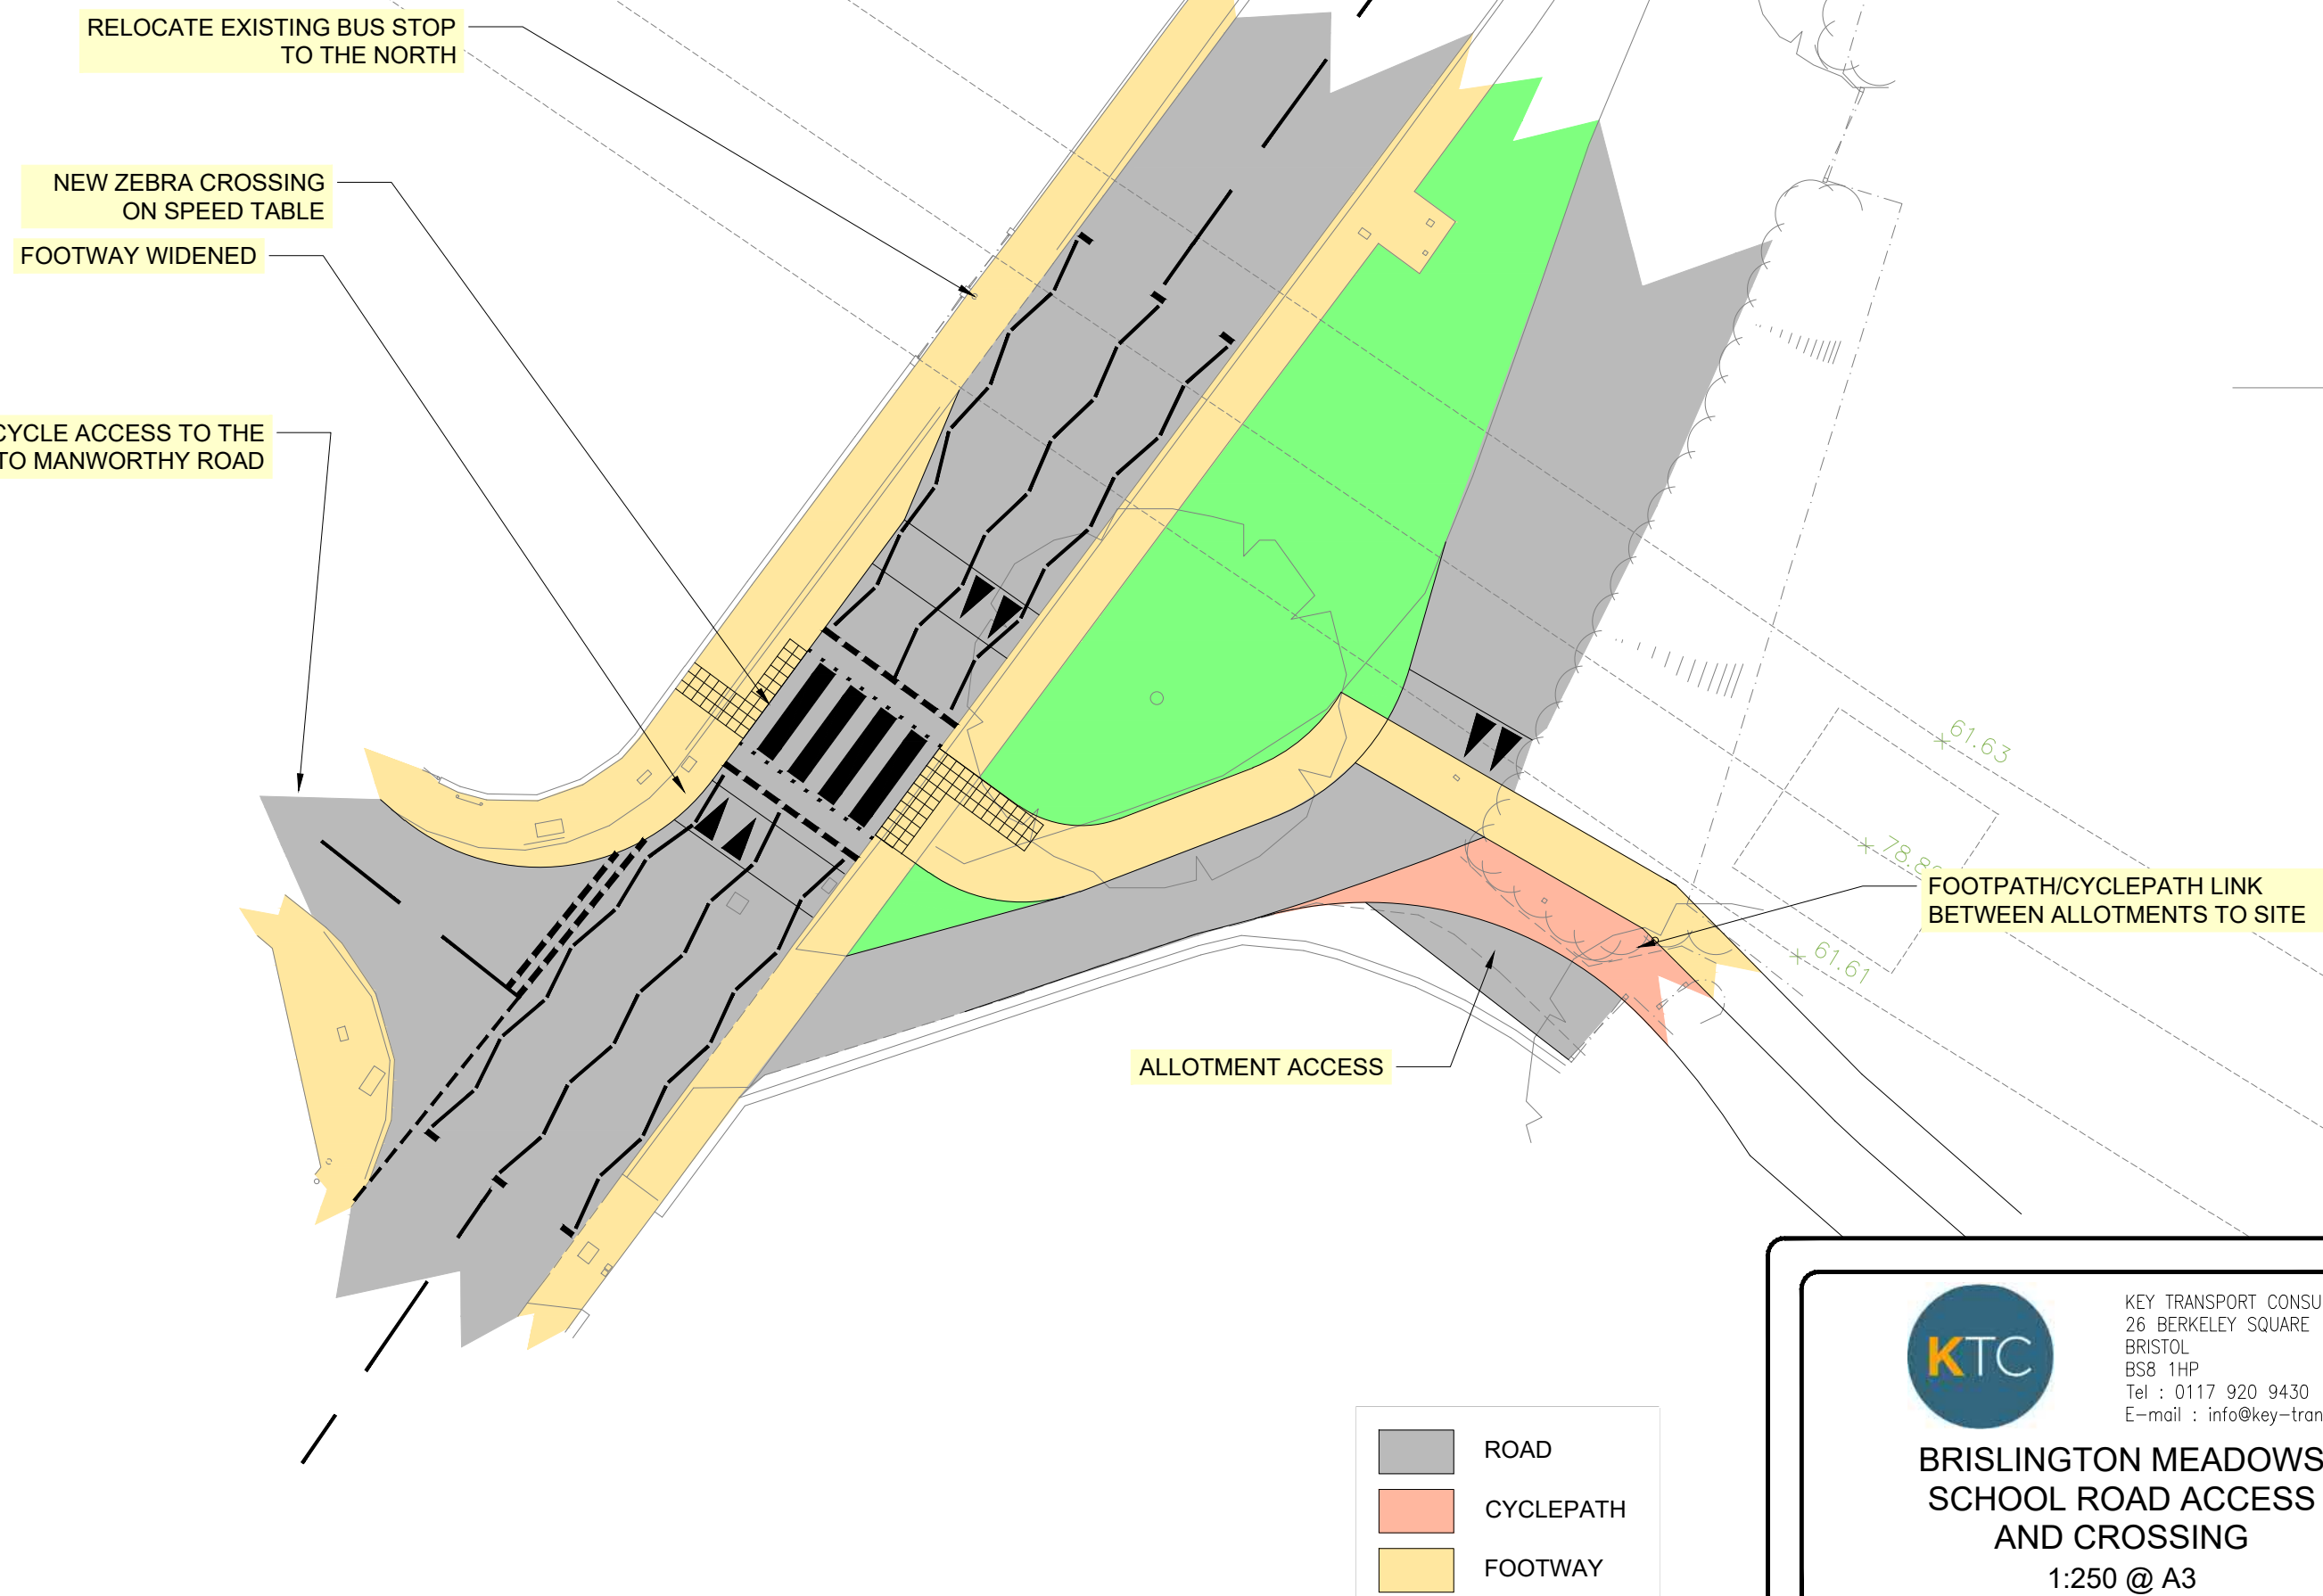 RELOCATE EXISTING BUS STOP
TO THE NORTH
NEW ZEBRA CROSSING
ON SPEED TABLE
FOOTWAY WIDENED
CYCLE ACCESS TO THE
TO MANWORTHY ROAD
61.63
61.61
FOOTPATH/CYCLEPATH LINK
BETWEEN ALLOTMENTS TO SITE
ALLOTMENT ACCESS
ROAD
CYCLEPATH
FOOTWAY
KTC
KEY TRANSPORT CONSU
26 BERKELEY SQUARE
BRISTOL
BS8 1HP
Tel : 0117 920 9430
E-mail : info@key-tran
BRISLINGTON MEADOWS
SCHOOL ROAD ACCESS
AND CROSSING
1:250 @ A3